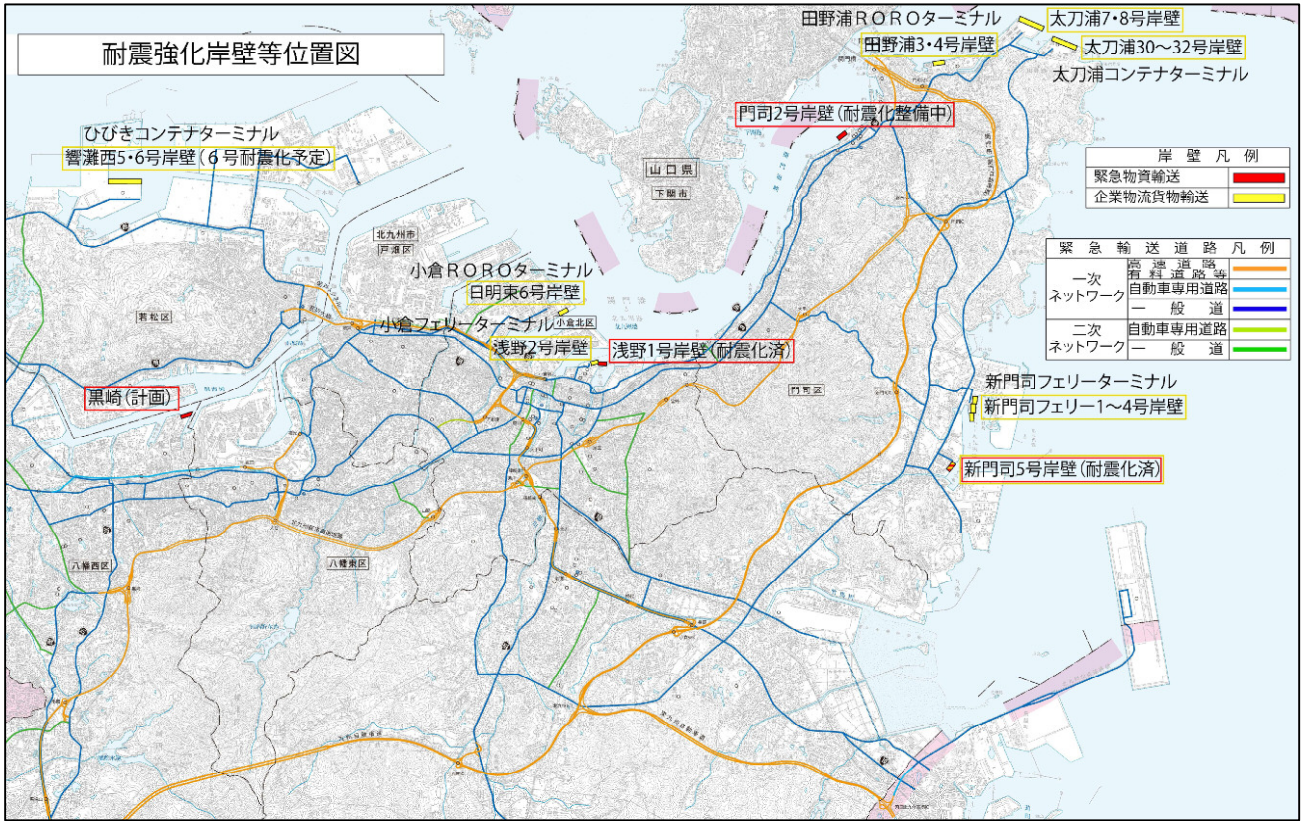 耐震強化岸壁等位置図
田野浦ROROターミナル
田野浦3・4号岸壁
太刀浦7・8号岸壁
太刀浦30~32号岸壁
太刀浦コンテナターミナル
門司2号岸壁(耐震化整備中)
ひびきコンテナターミナル
響灘西5・6号岸壁(6号耐震化予定)
山口県
下関市
岸壁凡例
緊急物資輸送
企業物流貨物輸送
北九州市
戸畑区
緊急輸送道路凡例
一次
ネットワーク
高速道路
有料道路等
自動車専用道路
一般道
二次
ネットワーク
自動車専用道路
一般道
小倉ROROターミナル
日明東6号岸壁
若松区
小倉フェリーターミナル
小倉北区
浅野2号岸壁
浅野1号岸壁(耐震化済)
黒崎(計画)
門司区
新門司フェリーターミナル
新門司フェリー1~4号岸壁
新門司5号岸壁(耐震化済)
八幡西区
八幡東区